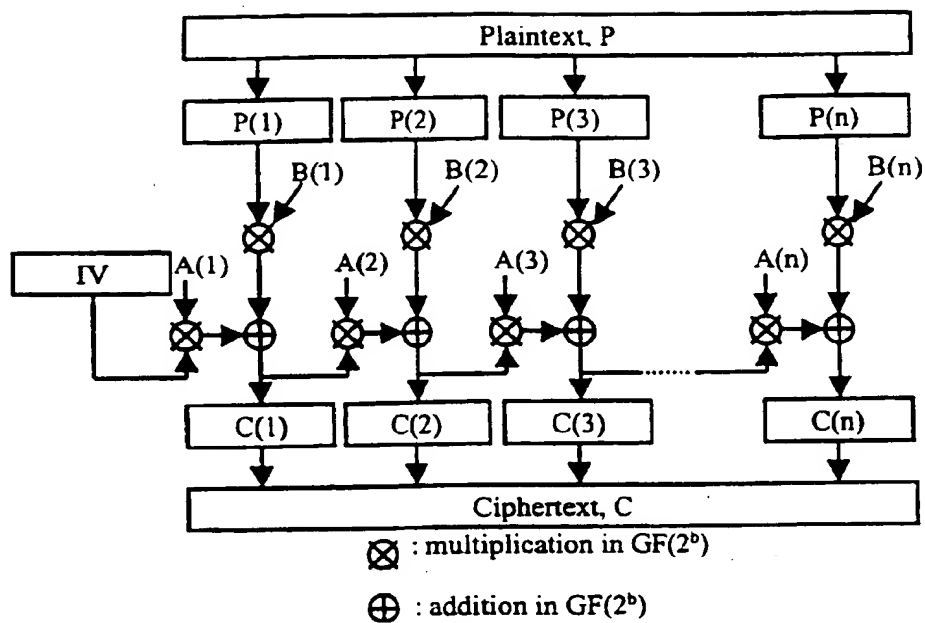 Plaintext, P
P(1) P(2) P(3) P(n)
B(1) B(2) B(3) B(n)
IV A(1) A(2) A(3) A(n)
C(1) C(2) C(3) C(n)
Ciphertext, C
: multiplication in GF(2ᵇ)
: addition in GF(2ᵇ)